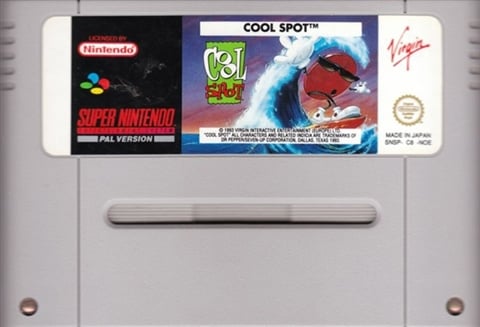 LICENSED BY
Nintendo
SUPER NINTENDO
ENTERTAINMENT SYSTEM
PAL VERSION
COOL SPOT™
COOL
SPOT
© 1993 VIRGIN INTERACTIVE ENTERTAINMENT (EUROPE) LTD
"COOL SPOT" ALL CHARACTERS AND RELATED INDICIA ARE TRADEMARKS OF
DR PEPPER/SEVEN-UP CORPORATION, DALLAS, TEXAS 1993.
Virgin
MADE IN JAPAN
SNSP- C8 -NOE